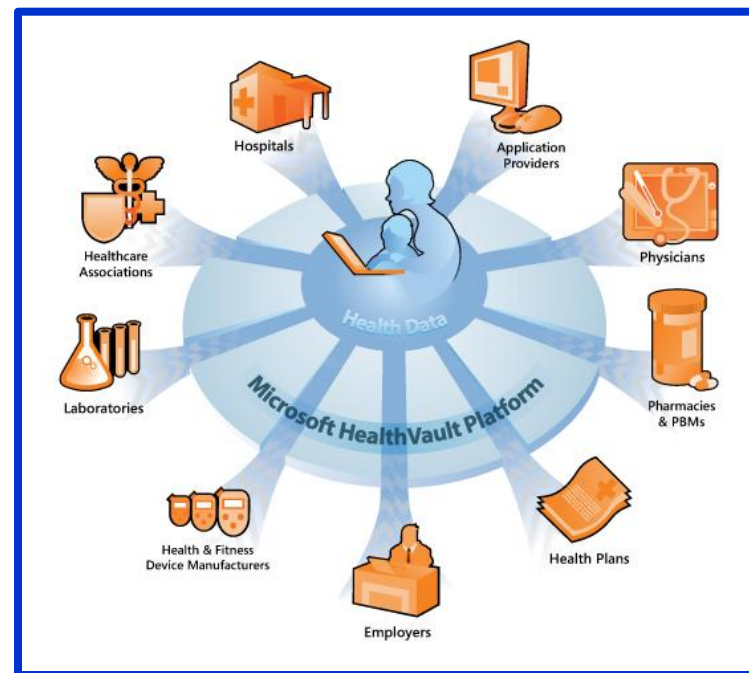 Hospitals
Application
Providers
Healthcare
Associations
Physicians
Health Data
Laboratories
Microsoft HealthVault Platform
Pharmacies
& PBMs
Health & Fitness
Device Manufacturers
Health Plans
Employers